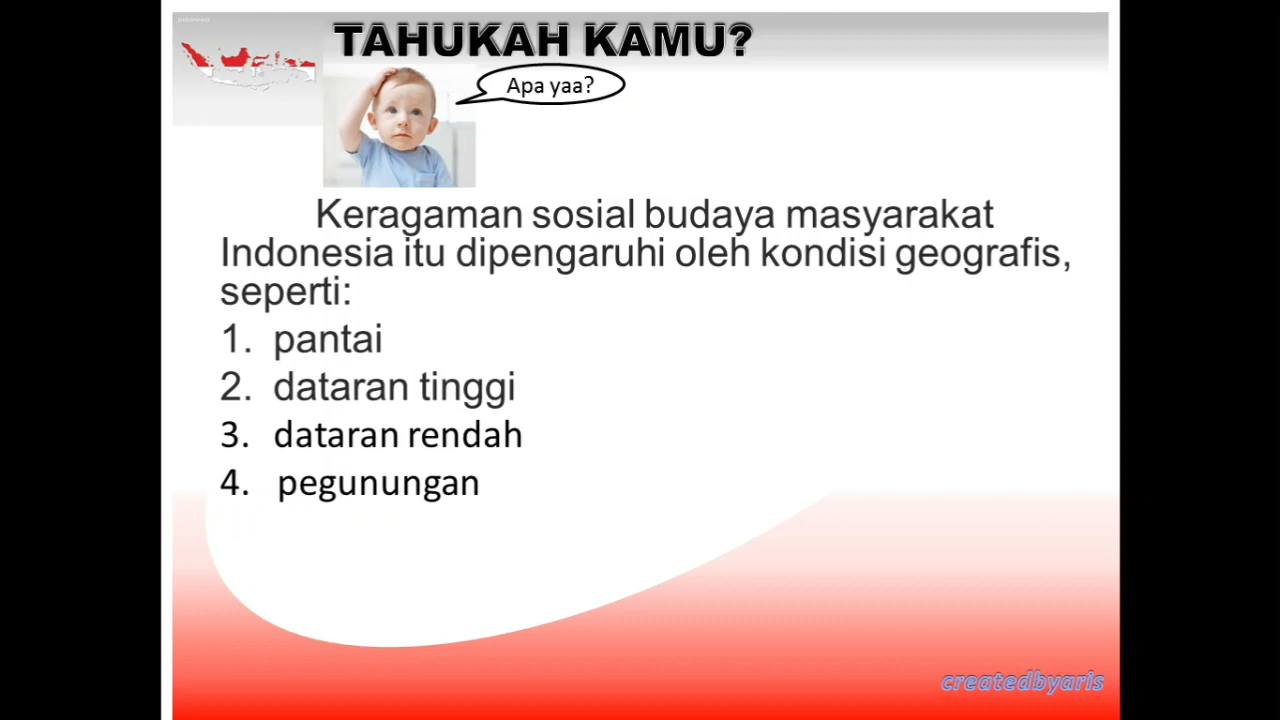 Indonesia
TAHUKAH KAMU?
Apa yaa?
Keragaman sosial budaya masyarakat
Indonesia itu dipengaruhi oleh kondisi geografis,
seperti:
1. pantai
2. dataran tinggi
3. dataran rendah
4. pegunungan
createdbyaris